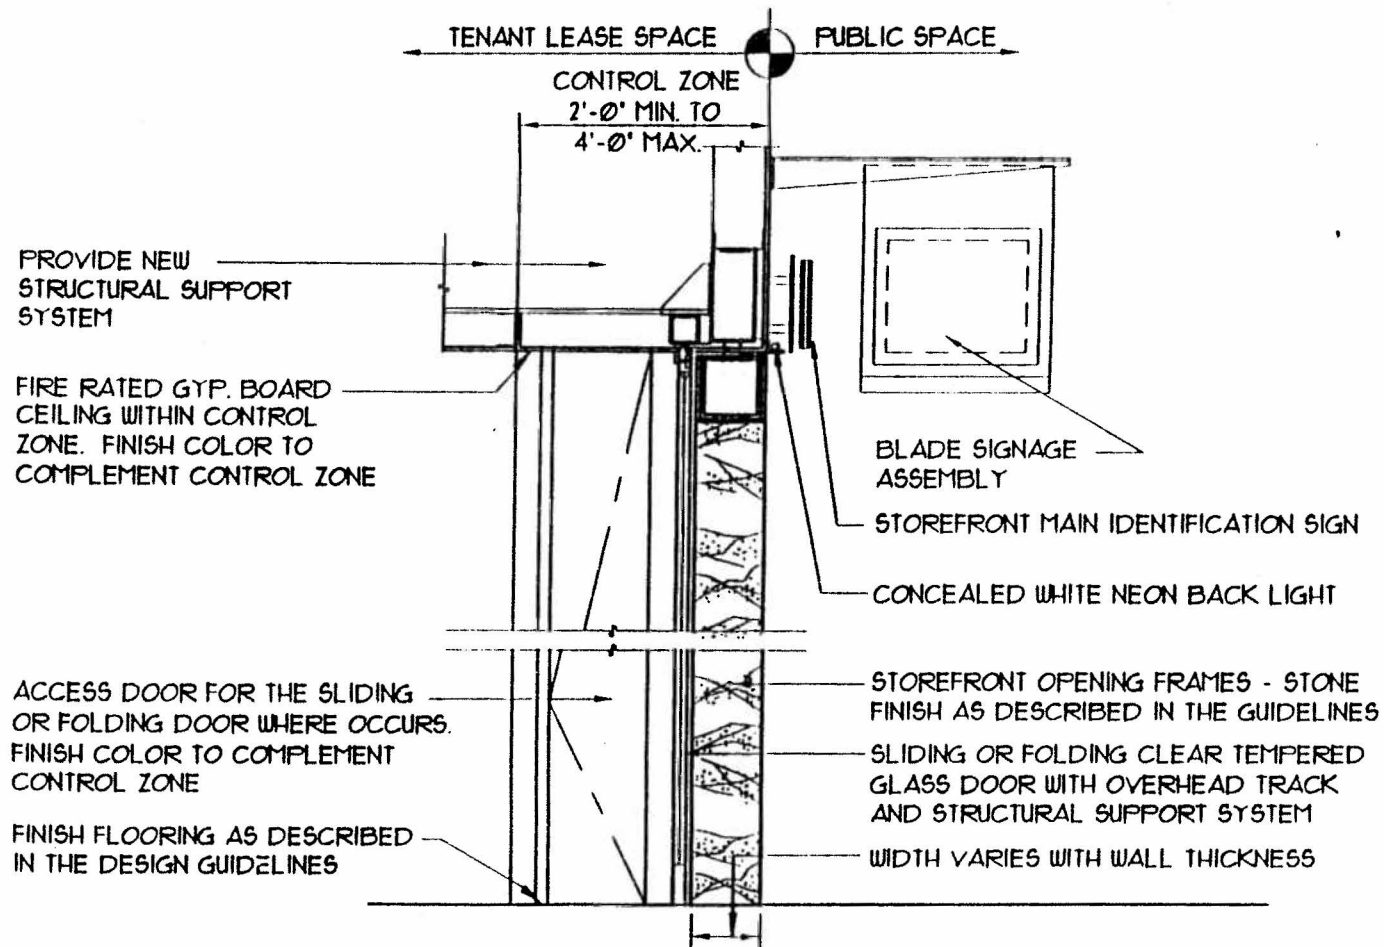 TENANT LEASE SPACE
PUBLIC SPACE
CONTROL ZONE
2'-0" MIN. TO
4'-0" MAX.
PROVIDE NEW
STRUCTURAL SUPPORT
SYSTEM
FIRE RATED GYP. BOARD
CEILING WITHIN CONTROL
ZONE. FINISH COLOR TO
COMPLEMENT CONTROL ZONE
ACCESS DOOR FOR THE SLIDING
OR FOLDING DOOR WHERE OCCURS.
FINISH COLOR TO COMPLEMENT
CONTROL ZONE
FINISH FLOORING AS DESCRIBED
IN THE DESIGN GUIDELINES
BLADE SIGNAGE
ASSEMBLY
STOREFRONT MAIN IDENTIFICATION SIGN
CONCEALED WHITE NEON BACK LIGHT
STOREFRONT OPENING FRAMES - STONE
FINISH AS DESCRIBED IN THE GUIDELINES
SLIDING OR FOLDING CLEAR TEMPERED
GLASS DOOR WITH OVERHEAD TRACK
AND STRUCTURAL SUPPORT SYSTEM
WIDTH VARIES WITH WALL THICKNESS